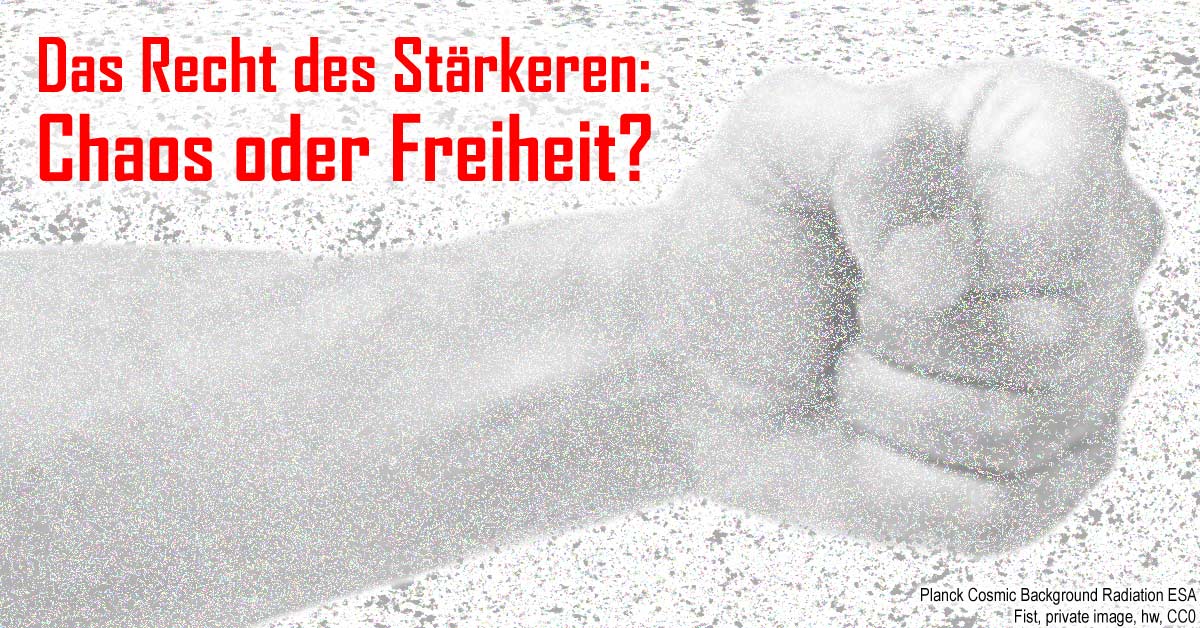 Das Recht des Stärkeren:
Chaos oder Freiheit?
Planck Cosmic Background Radiation ESA
Fist, private image, hw, CC0